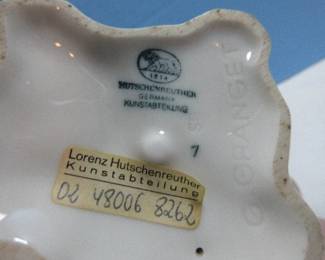 1814
HUTSCHENREUTHER
GERMANY
KUNSTABTEILUNG
7
Lorenz Hutschenreuther
Kunstabteilung
02 48006 8262